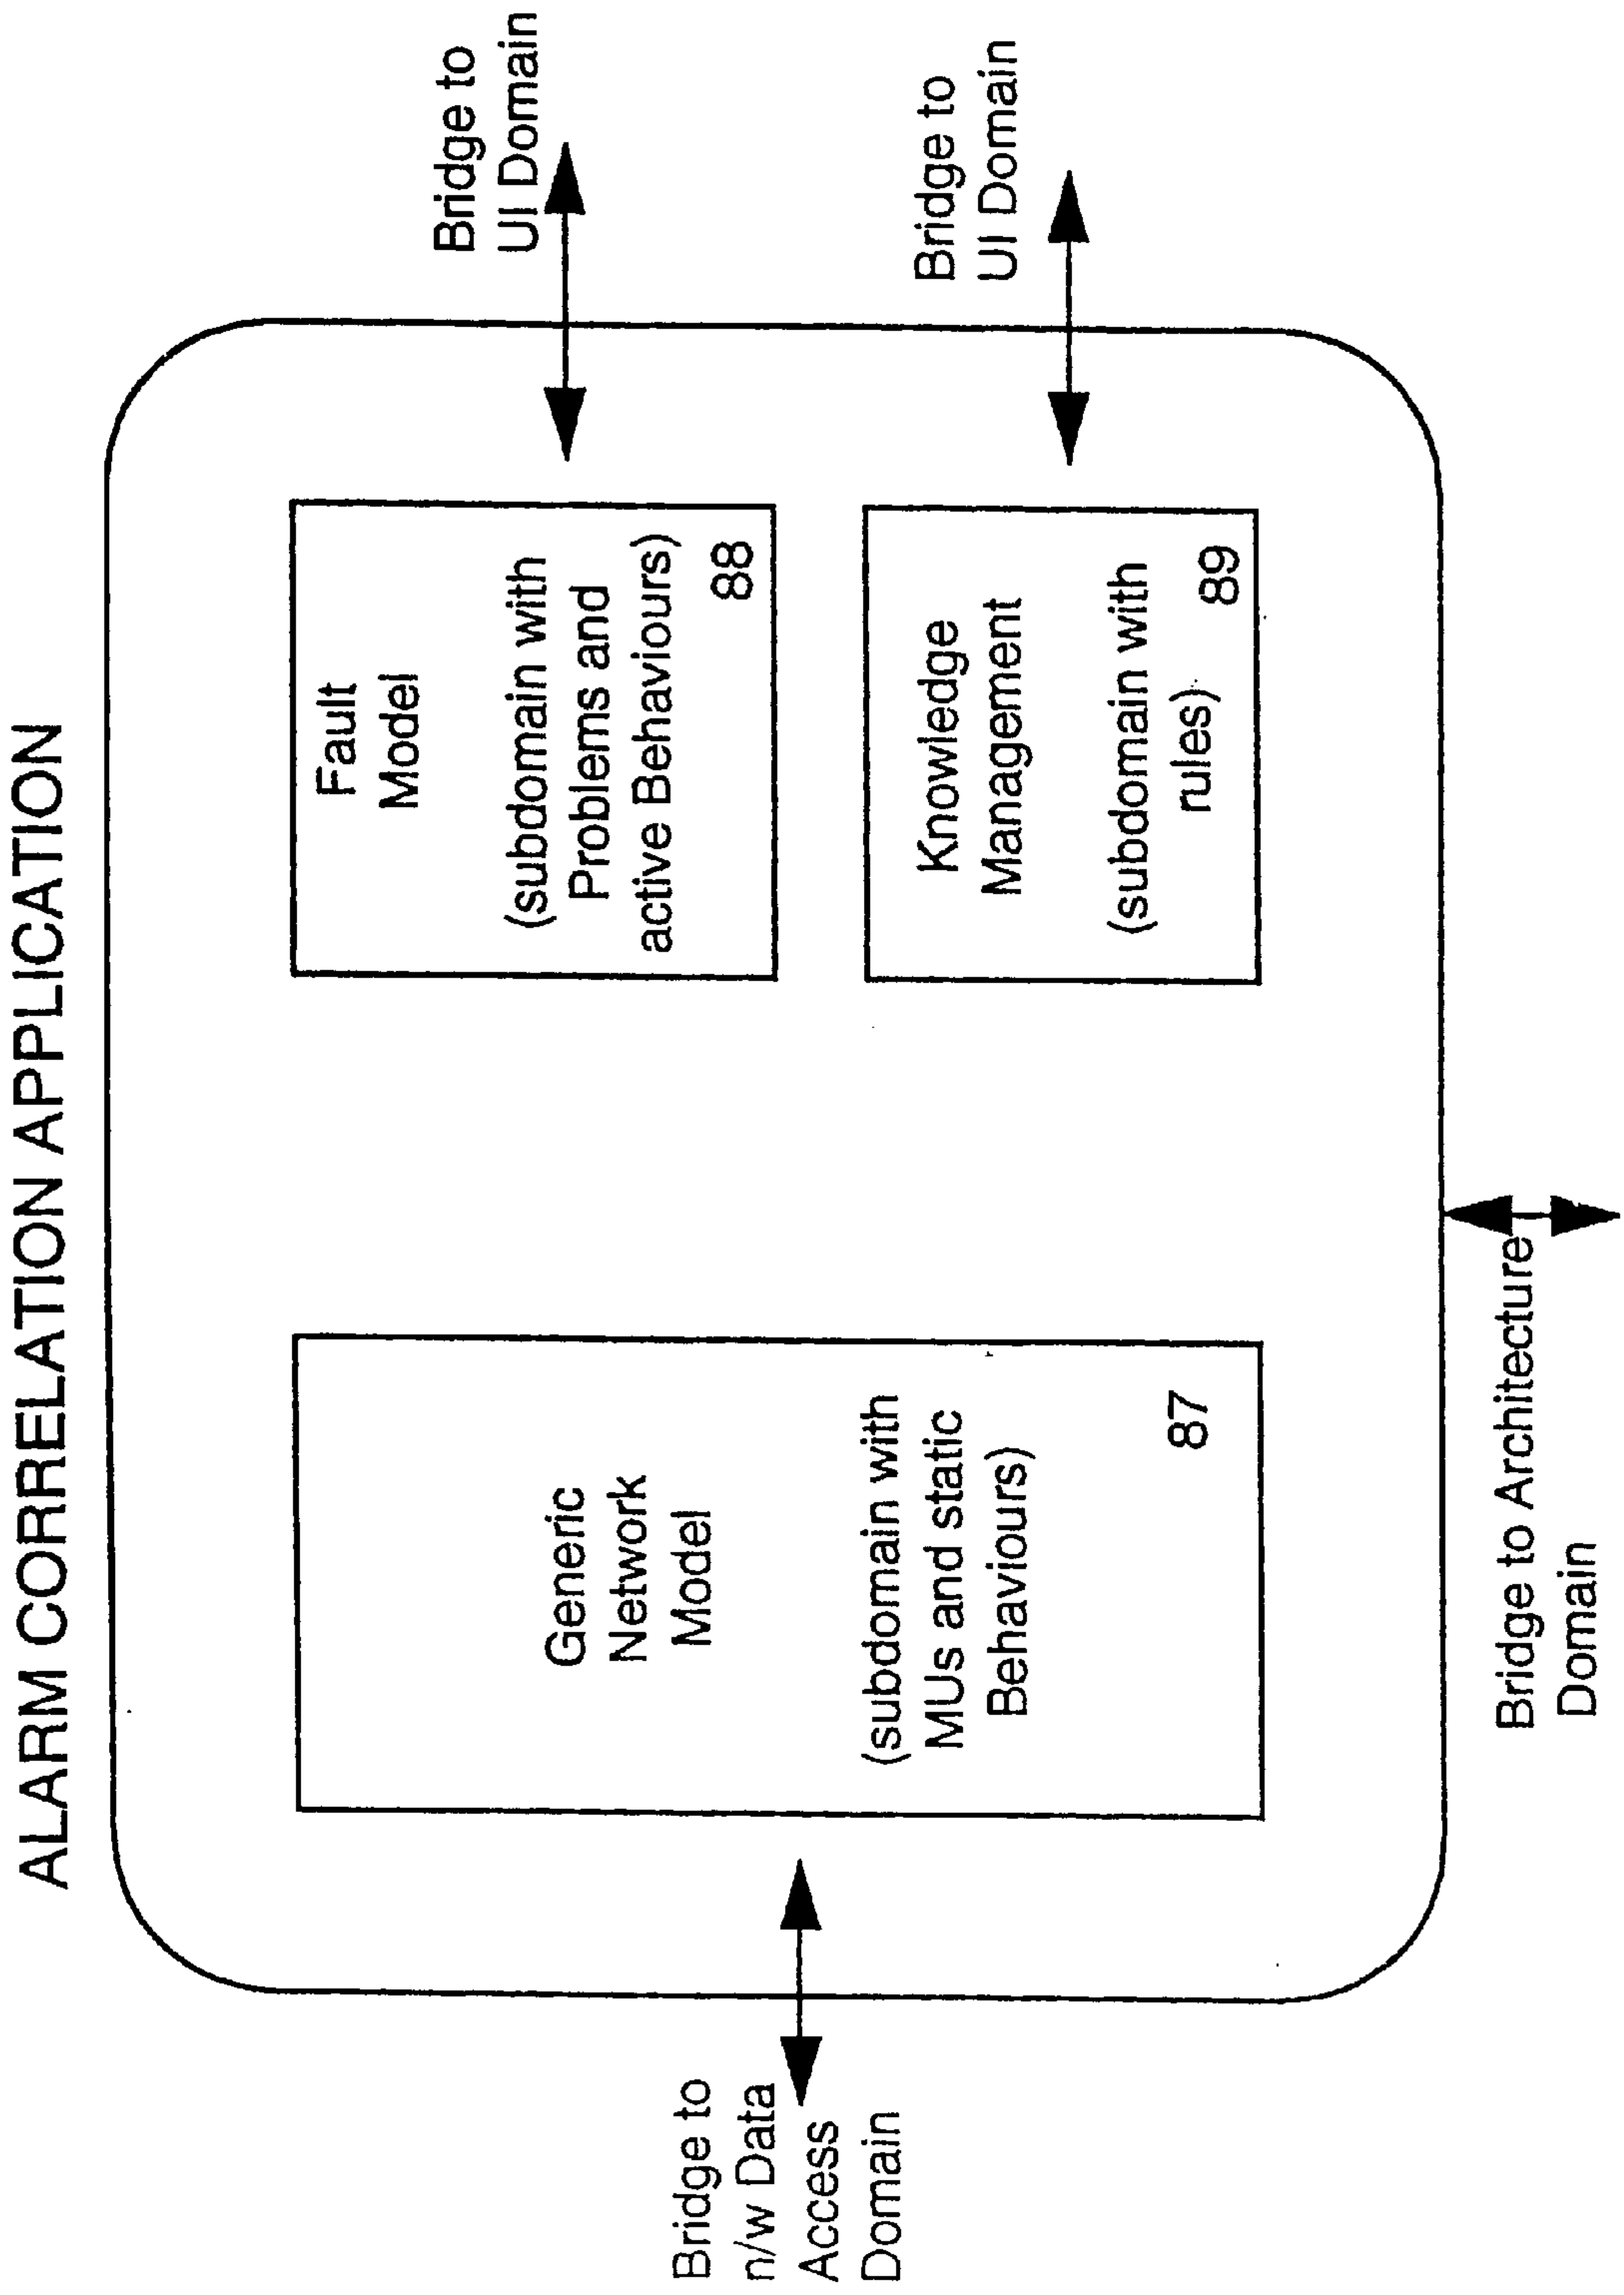 ALARM CORRELATION APPLICATION
Bridge to
n/w Data
Access
Domain
Generic
Network
Model
(subdomain with
MUs and static
Behaviours)
87
Fault
Model
(subdomain with
Problems and
active Behaviours)
88
Knowledge
Management
(subdomain with
rules)
89
Bridge to
UI Domain
Bridge to
UI Domain
Bridge to Architecture
Domain